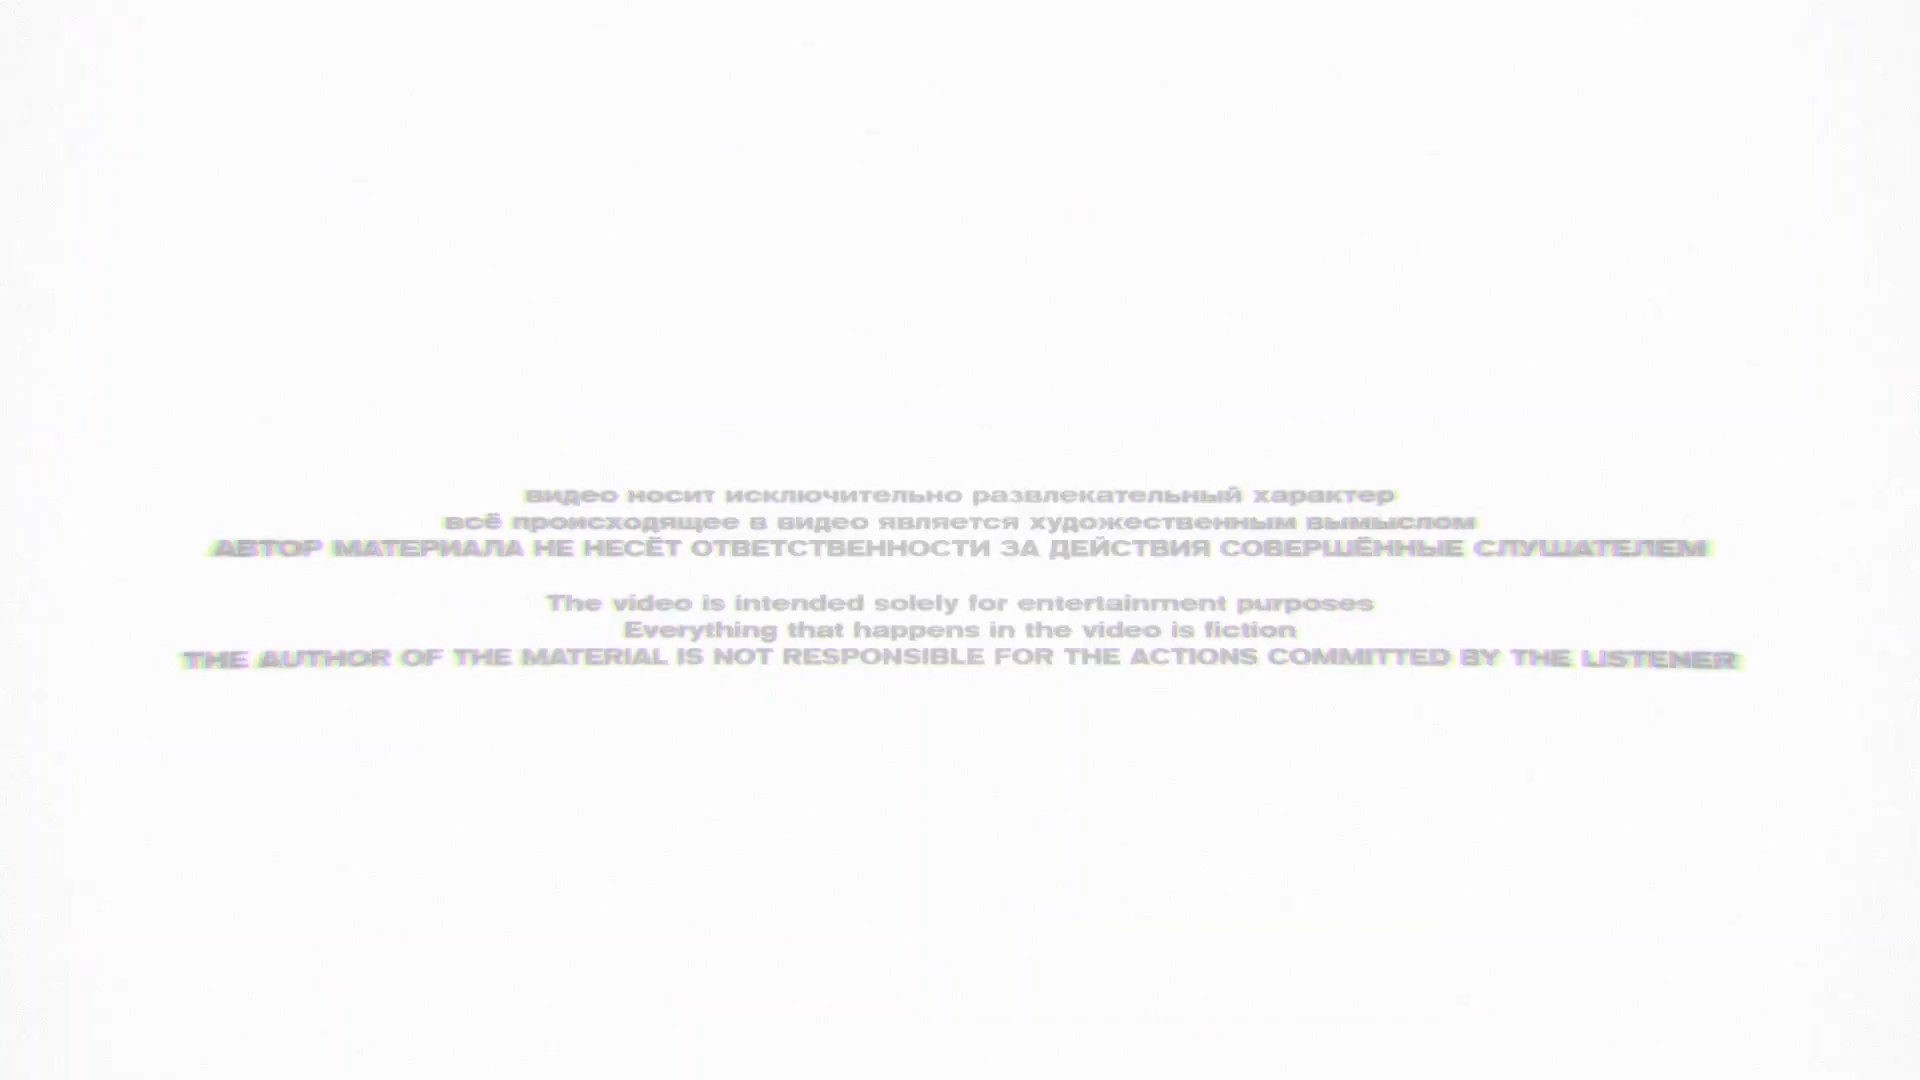 видео носит исключительно развлекательный характер
всё происходящее в видео является художественным вымыслом
АВТОР МАТЕРИАЛА НЕ НЕСЁТ ОТВЕТСТВЕННОСТИ ЗА ДЕЙСТВИЯ СОВЕРШЁННЫЕ СЛУШАТЕЛЕМ
The video is intended solely for entertainment purposes
Everything that happens in the video is fiction
THE AUTHOR OF THE MATERIAL IS NOT RESPONSIBLE FOR THE ACTIONS COMMITTED BY THE LISTENER